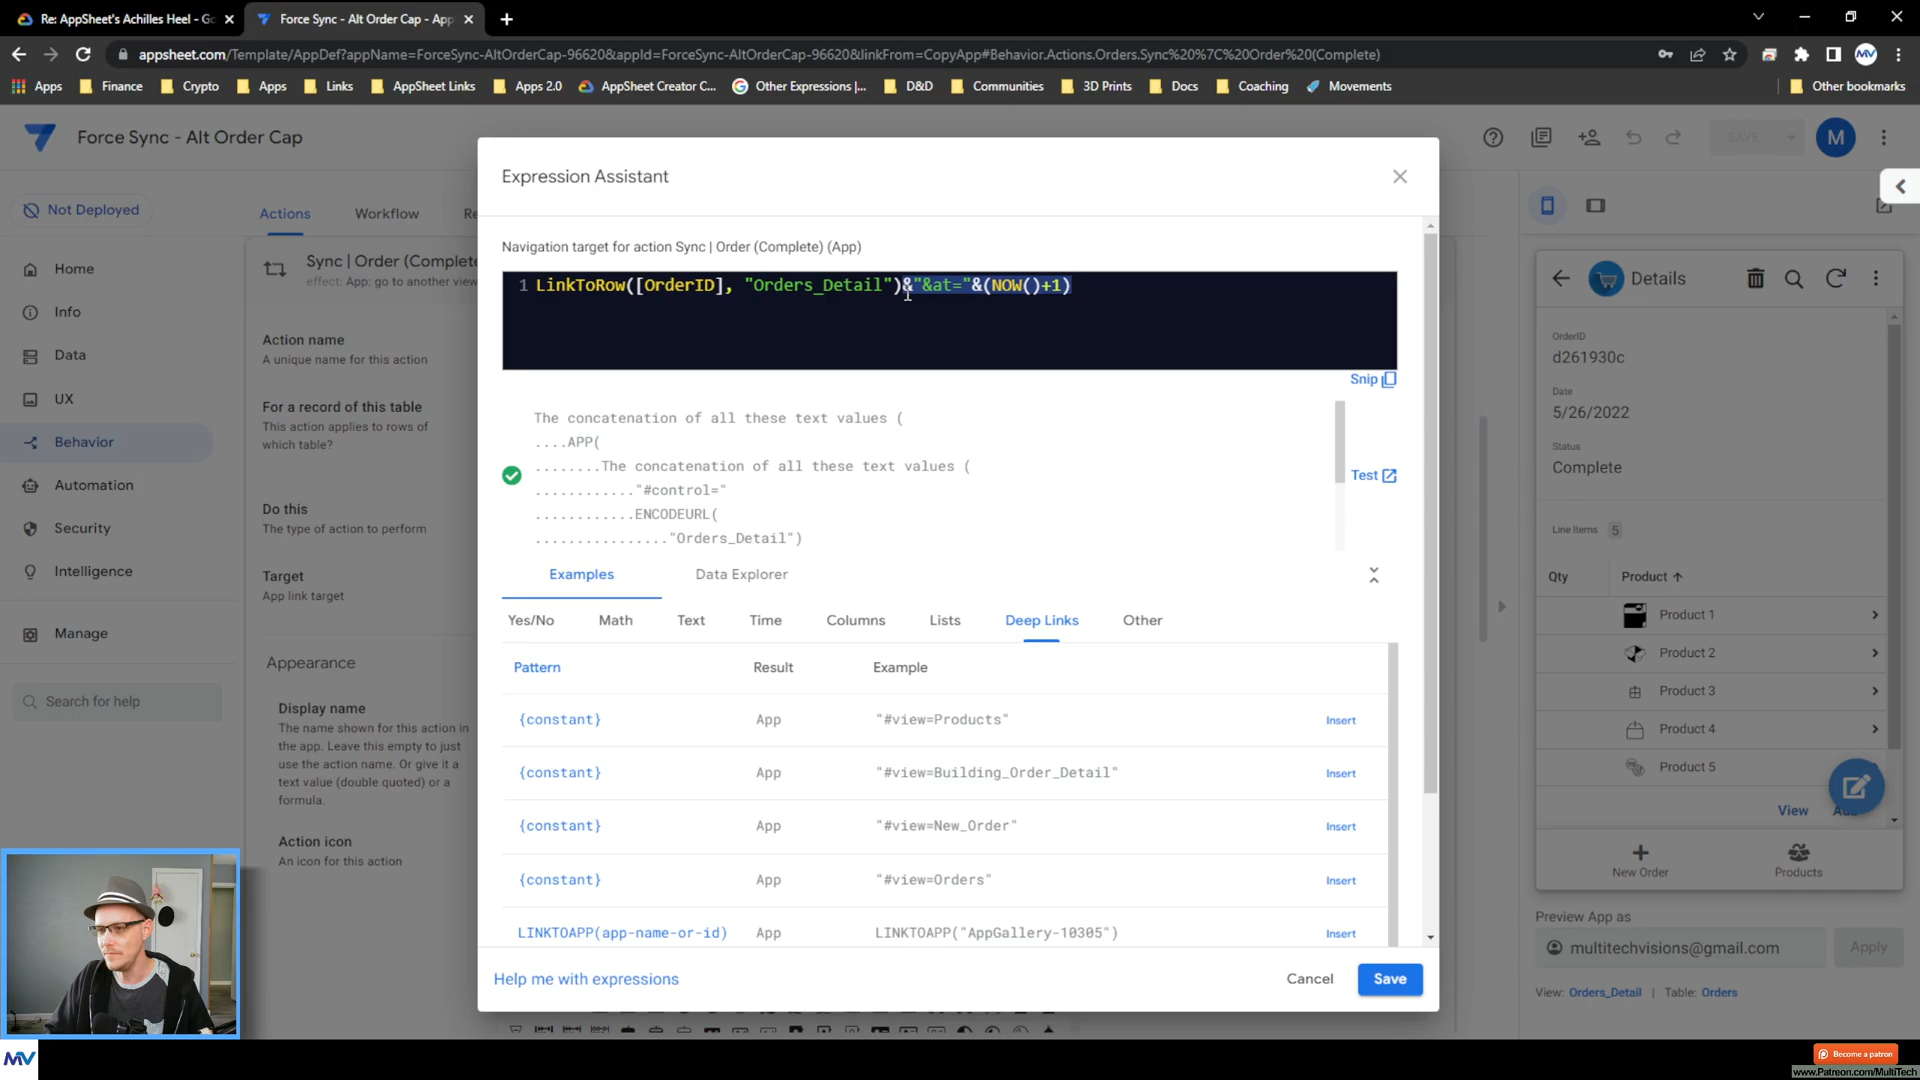 Re: AppSheet's Achilles Heel - Go
Force Sync - Alt Order Cap - App
appsheet.com/Template/AppDef?appName=ForceSync-AltOrderCap-96620&appId=ForceSync-AltOrderCap-96620&linkFrom=CopyApp#Behavior.Actions.Orders.Sync%20%7C%20Order%20(Complete)
Apps
Finance
Crypto
Apps
Links
AppSheet Links
Apps 2.0
AppSheet Creator C...
Other Expressions |...
D&D
Communities
3D Prints
Docs
Coaching
Movements
Other bookmarks
Force Sync - Alt Order Cap
SAVE
M
Not Deployed
Home
Info
Data
UX
Behavior
Automation
Security
Intelligence
Manage
Search for help
Actions
Workflow
Re
Sync | Order (Complete
effect: App: go to another view
Action name
A unique name for this action
For a record of this table
This action applies to rows of
which table?
Do this
The type of action to perform
Target
App link target
Appearance
Display name
The name shown for this action in
the app. Leave this empty to just
use the action name. Or give it a
text value (double quoted) or a
formula.
Action icon
An icon for this action
Expression Assistant
Navigation target for action Sync | Order (Complete) (App)
1 LinkToRow([OrderID], "Orders_Detail")&"&at="&(NOW()+1)
Snip
The concatenation of all these text values (
....APP(
........The concatenation of all these text values (
............"#control="
............ENCODEURL(
................"Orders_Detail")
Test
Examples
Data Explorer
Yes/No
Math
Text
Time
Columns
Lists
Deep Links
Other
Pattern
Result
Example
{constant}
App
"#view=Products"
Insert
{constant}
App
"#view=Building_Order_Detail"
Insert
{constant}
App
"#view=New_Order"
Insert
{constant}
App
"#view=Orders"
Insert
LINKTOAPP(app-name-or-id)
App
LINKTOAPP("AppGallery-10305")
Insert
Help me with expressions
Cancel
Save
Details
OrderID
d261930c
Date
5/26/2022
Status
Complete
Line Items 5
Qty
Product
Product 1
Product 2
Product 3
Product 4
Product 5
View
New Order
Products
Preview App as
multitechvisions@gmail.com
Apply
View: Orders_Detail | Table: Orders
MV
Become a patron
www.Patreon.com/MultiTech